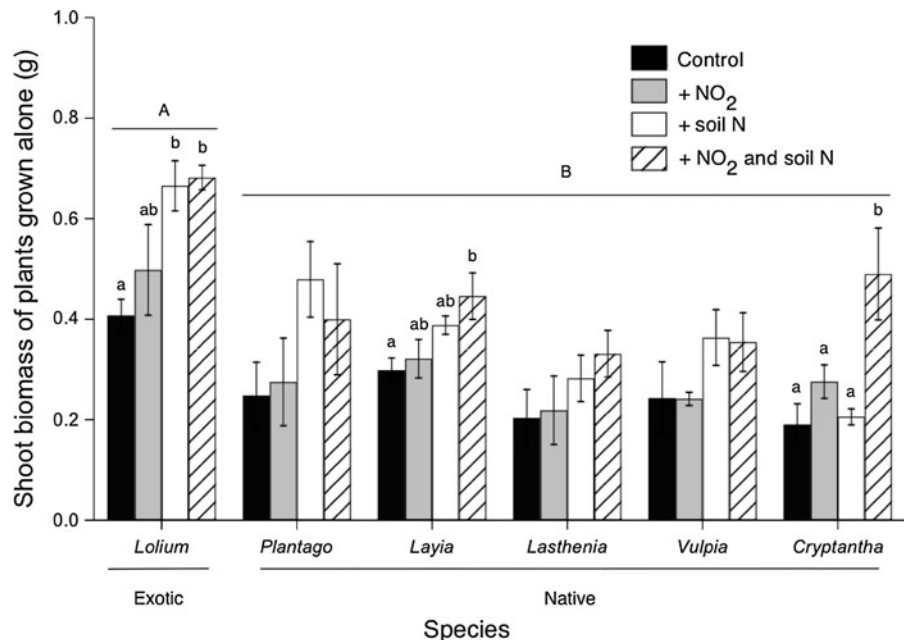 Shoot biomass of plants grown alone (g)
1.0
0.8
0.6
0.4
0.2
0.0
Control
+ NO2
+ soil N
+ NO2 and soil N
A
B
a
ab
b
b
a
ab
ab
b
a
a
a
b
Lolium Plantago Layia Lasthenia Vulpia Cryptantha
Exotic Native
Species